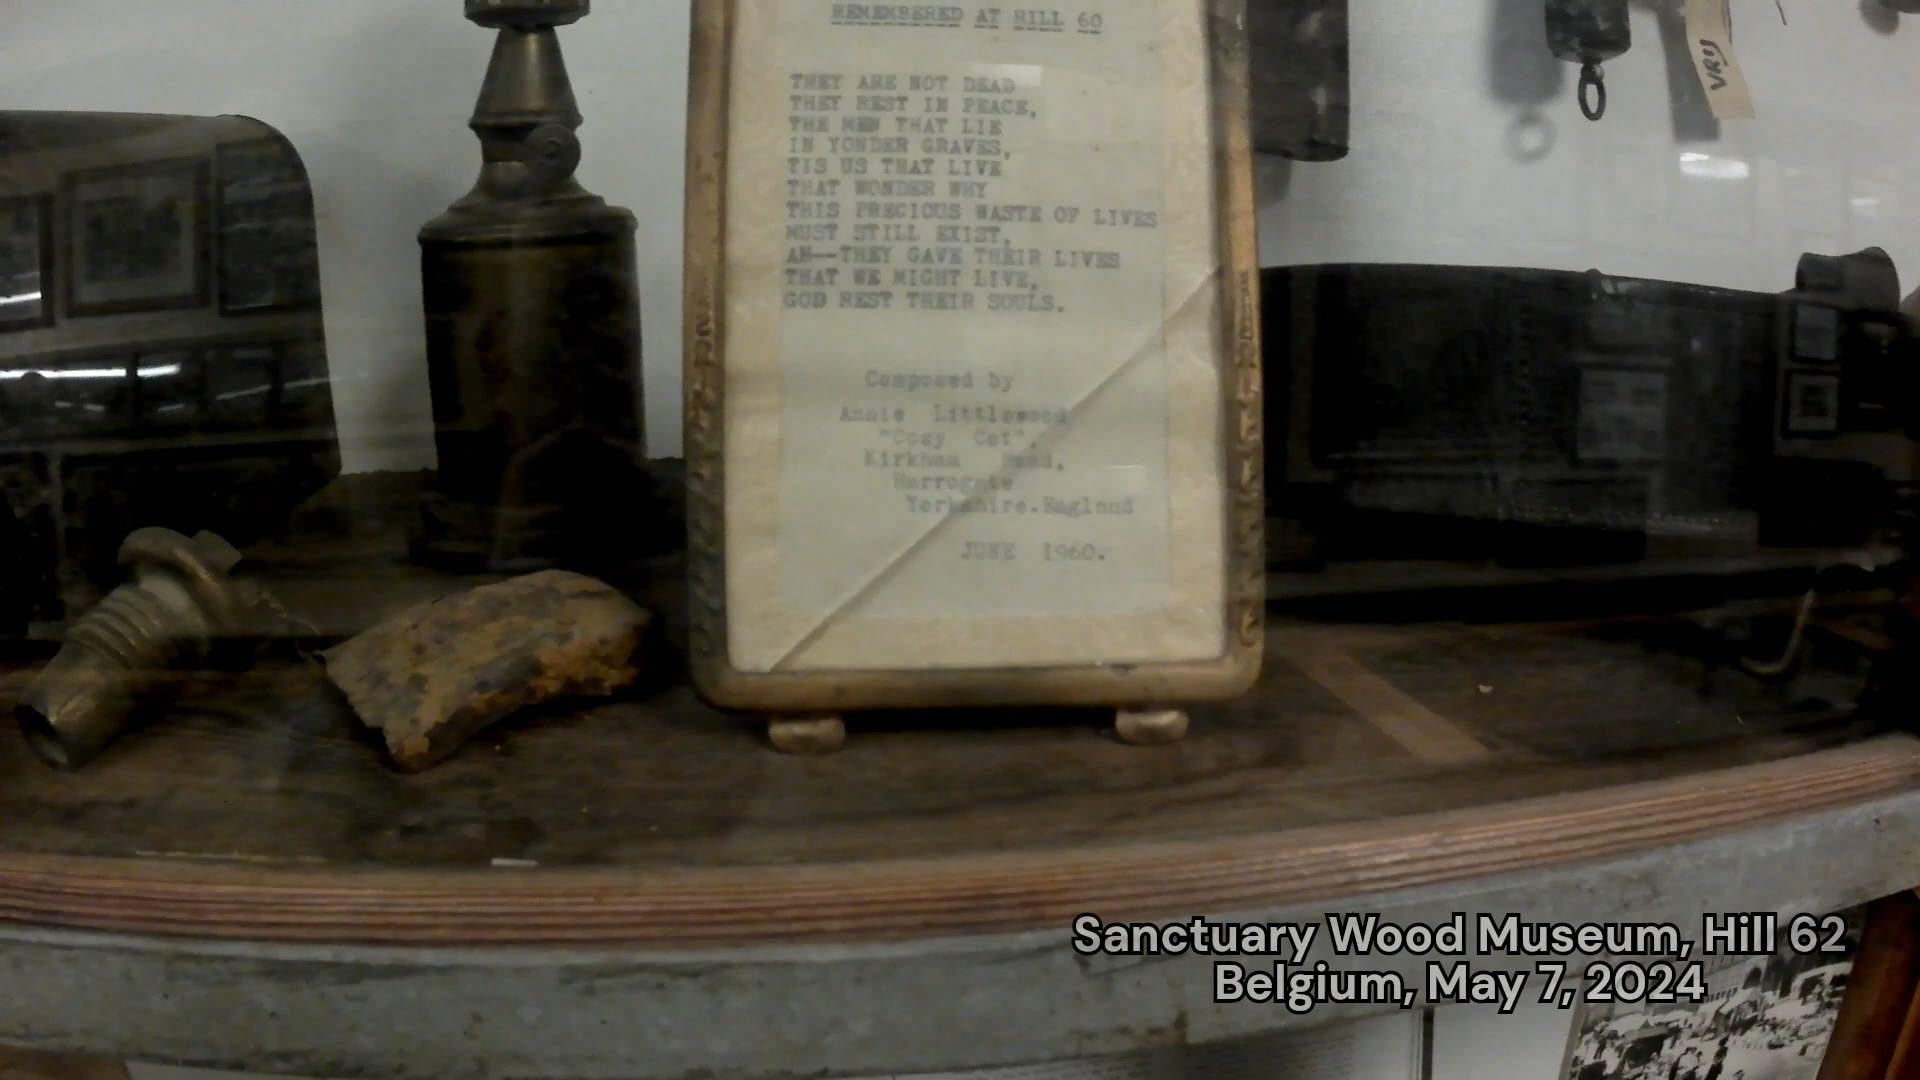 REMEMBERED AT HILL 60
THEY ARE NOT DEAD
THEY REST IN PEACE,
THE MEN THAT LIE
IN YONDER GRAVES,
TIS US THAT LIVE
THAT WONDER WHY
THIS PRECIOUS WASTE OF LIVES
MUST STILL EXIST,
AH--THEY GAVE THEIR LIVES
THAT WE MIGHT LIVE,
GOD REST THEIR SOULS.
Composed by
Annie Littlewood
"Cosy Cot",
Kirkham Road,
Harrogate
Yorkshire.England
JUNE 1960.
Sanctuary Wood Museum, Hill 62
Belgium, May 7, 2024